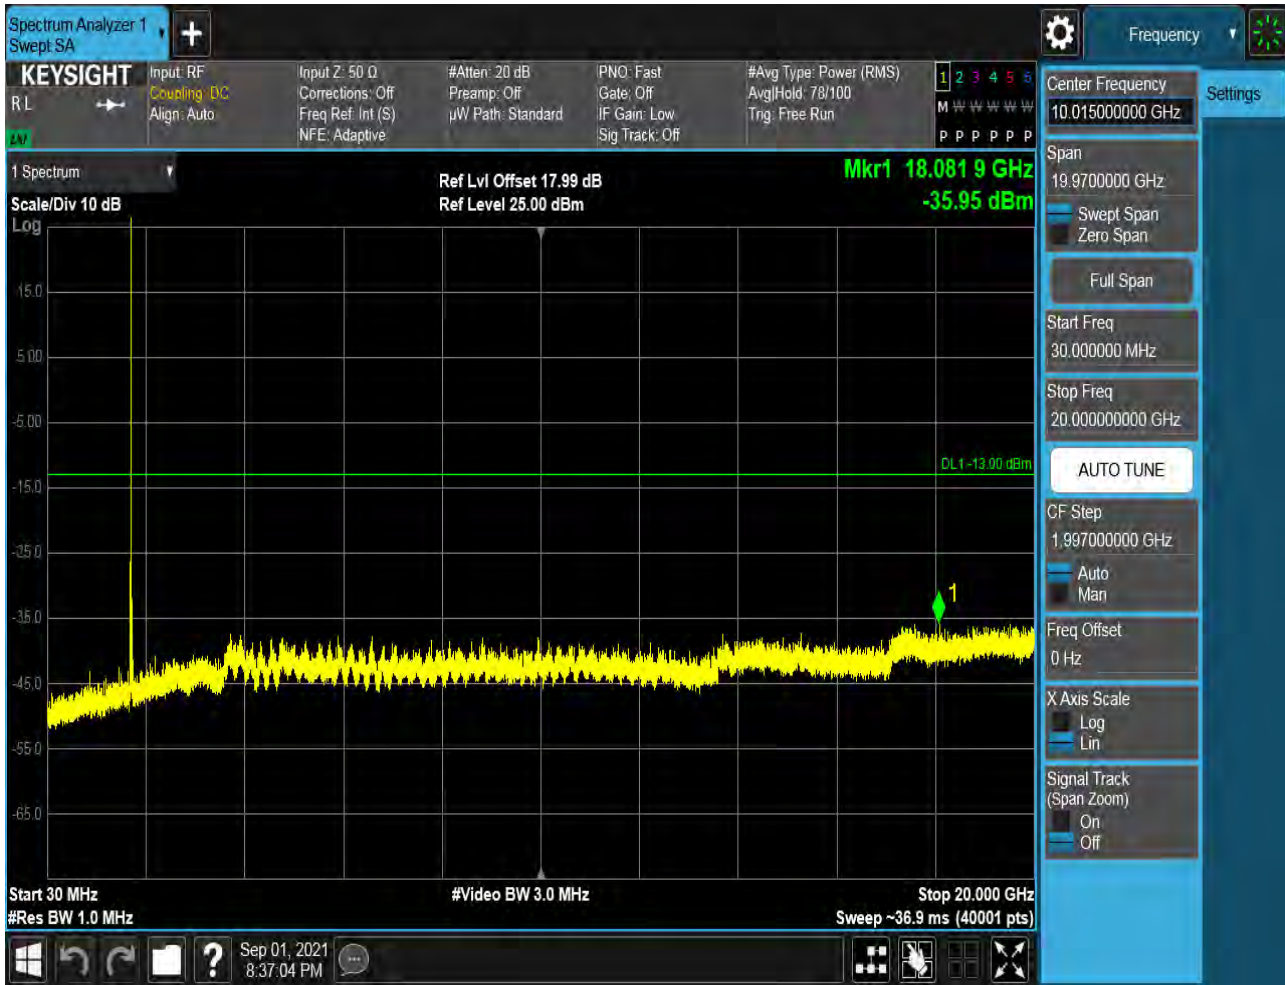 Spectrum Analyzer 1
Swept SA
Frequency
KEYSIGHT
R L
LNI
Input: RF
Coupling: DC
Align: Auto
Input Z: 50 Ω
Corrections: Off
Freq Ref: Int (S)
NFE: Adaptive
#Atten: 20 dB
Preamp: Off
µW Path: Standard
PNO: Fast
Gate: Off
IF Gain: Low
Sig Track: Off
#Avg Type: Power (RMS)
Avg|Hold: 78/100
Trig: Free Run
1 2 3 4 5 6
M W W W W W
P P P P P P
1 Spectrum
Scale/Div 10 dB
Log
Ref Lvl Offset 17.99 dB
Ref Level 25.00 dBm
Mkr1 18.081 9 GHz
-35.95 dBm
15.0
5.00
-5.00
DL1 -13.00 dBm
-15.0
-25.0
1
-35.0
-45.0
-55.0
-65.0
Start 30 MHz
#Res BW 1.0 MHz
#Video BW 3.0 MHz
Stop 20.000 GHz
Sweep ~36.9 ms (40001 pts)
Sep 01, 2021
8:37:04 PM
Center Frequency
10.015000000 GHz
Settings
Span
19.9700000 GHz
Swept Span
Zero Span
Full Span
Start Freq
30.000000 MHz
Stop Freq
20.000000000 GHz
AUTO TUNE
CF Step
1.997000000 GHz
Auto
Man
Freq Offset
0 Hz
X Axis Scale
Log
Lin
Signal Track
(Span Zoom)
On
Off